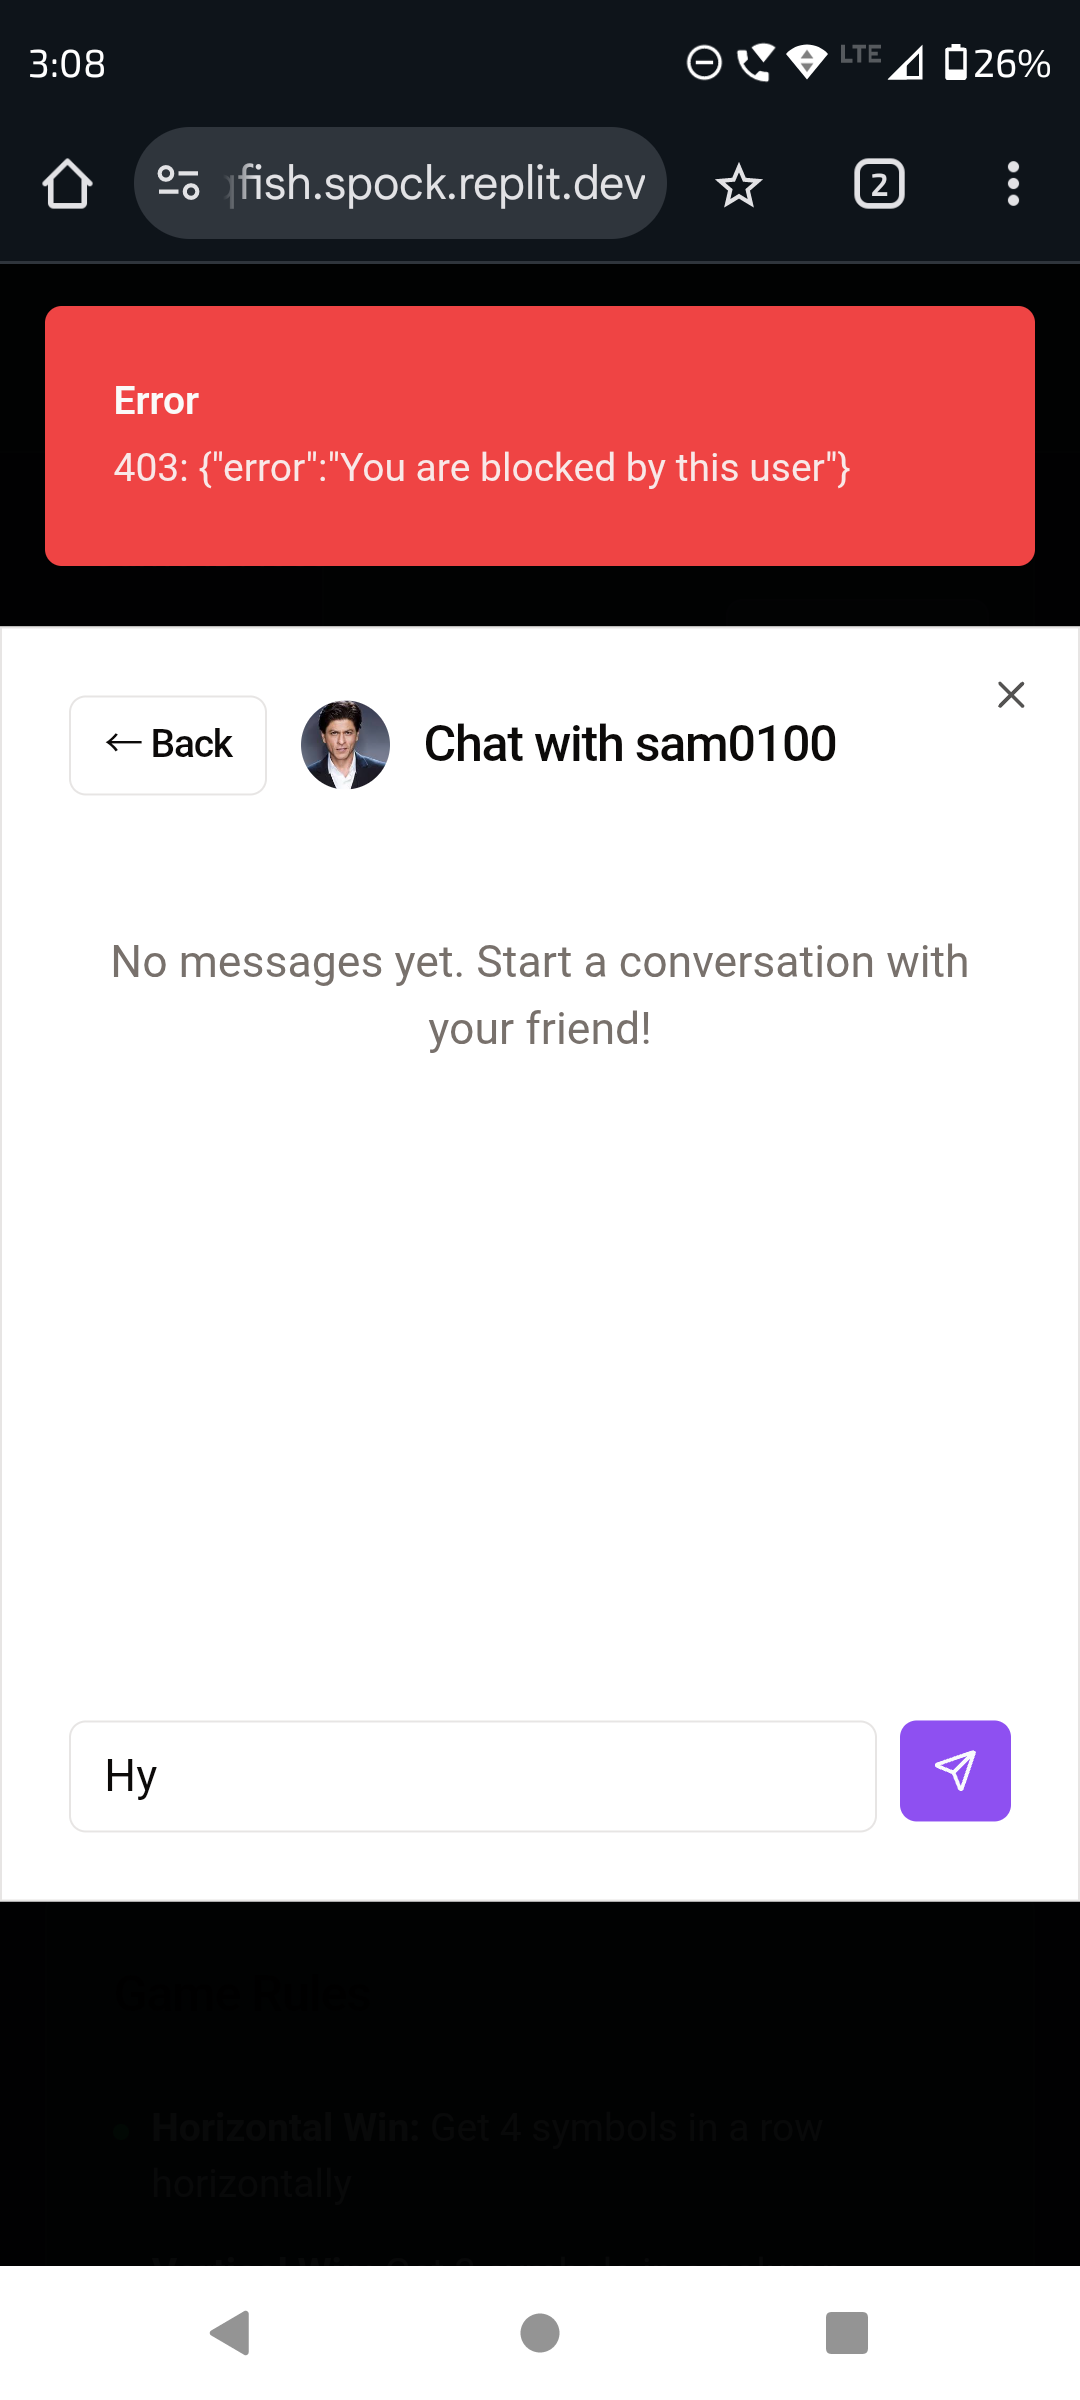 3:08
LTE
26%
fish.spock.replit.dev
2
Error
403: {"error":"You are blocked by this user"}
← Back
Chat with sam0100
No messages yet. Start a conversation with
your friend!
Hy
Game Rules
Horizontal Win: Get 4 symbols in a row
horizontally